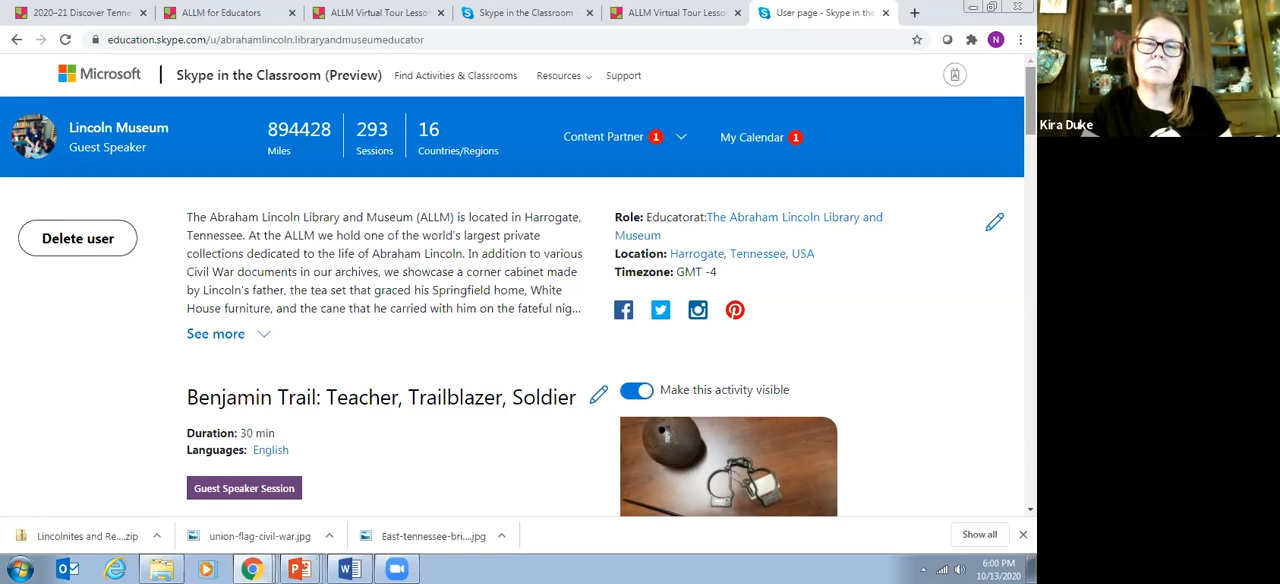 2020–21 Discover Tenne
ALLM for Educators
ALLM Virtual Tour Lesso
Skype in the Classroom -
ALLM Virtual Tour Lesso
User page - Skype in the
education.skype.com/u/abrahamlincoln.libraryandmuseumeducator
N
Microsoft
Skype in the Classroom (Preview)
Find Activities & Classrooms
Resources
Support
Lincoln Museum
Guest Speaker
894428
Miles
293
Sessions
16
Countries/Regions
Content Partner 1
My Calendar 1
Delete user
The Abraham Lincoln Library and Museum (ALLM) is located in Harrogate,
Tennessee. At the ALLM we hold one of the world's largest private
collections dedicated to the life of Abraham Lincoln. In addition to various
Civil War documents in our archives, we showcase a corner cabinet made
by Lincoln's father, the tea set that graced his Springfield home, White
House furniture, and the cane that he carried with him on the fateful nig...
See more
Role: Educatorat:The Abraham Lincoln Library and
Museum
Location: Harrogate, Tennessee, USA
Timezone: GMT -4
Benjamin Trail: Teacher, Trailblazer, Soldier
Make this activity visible
Duration: 30 min
Languages: English
Guest Speaker Session
Kira Duke
Lincolnites and Re....zip
union-flag-civil-war.jpg
East-tennessee-bri....jpg
Show all
6:00 PM
10/13/2020